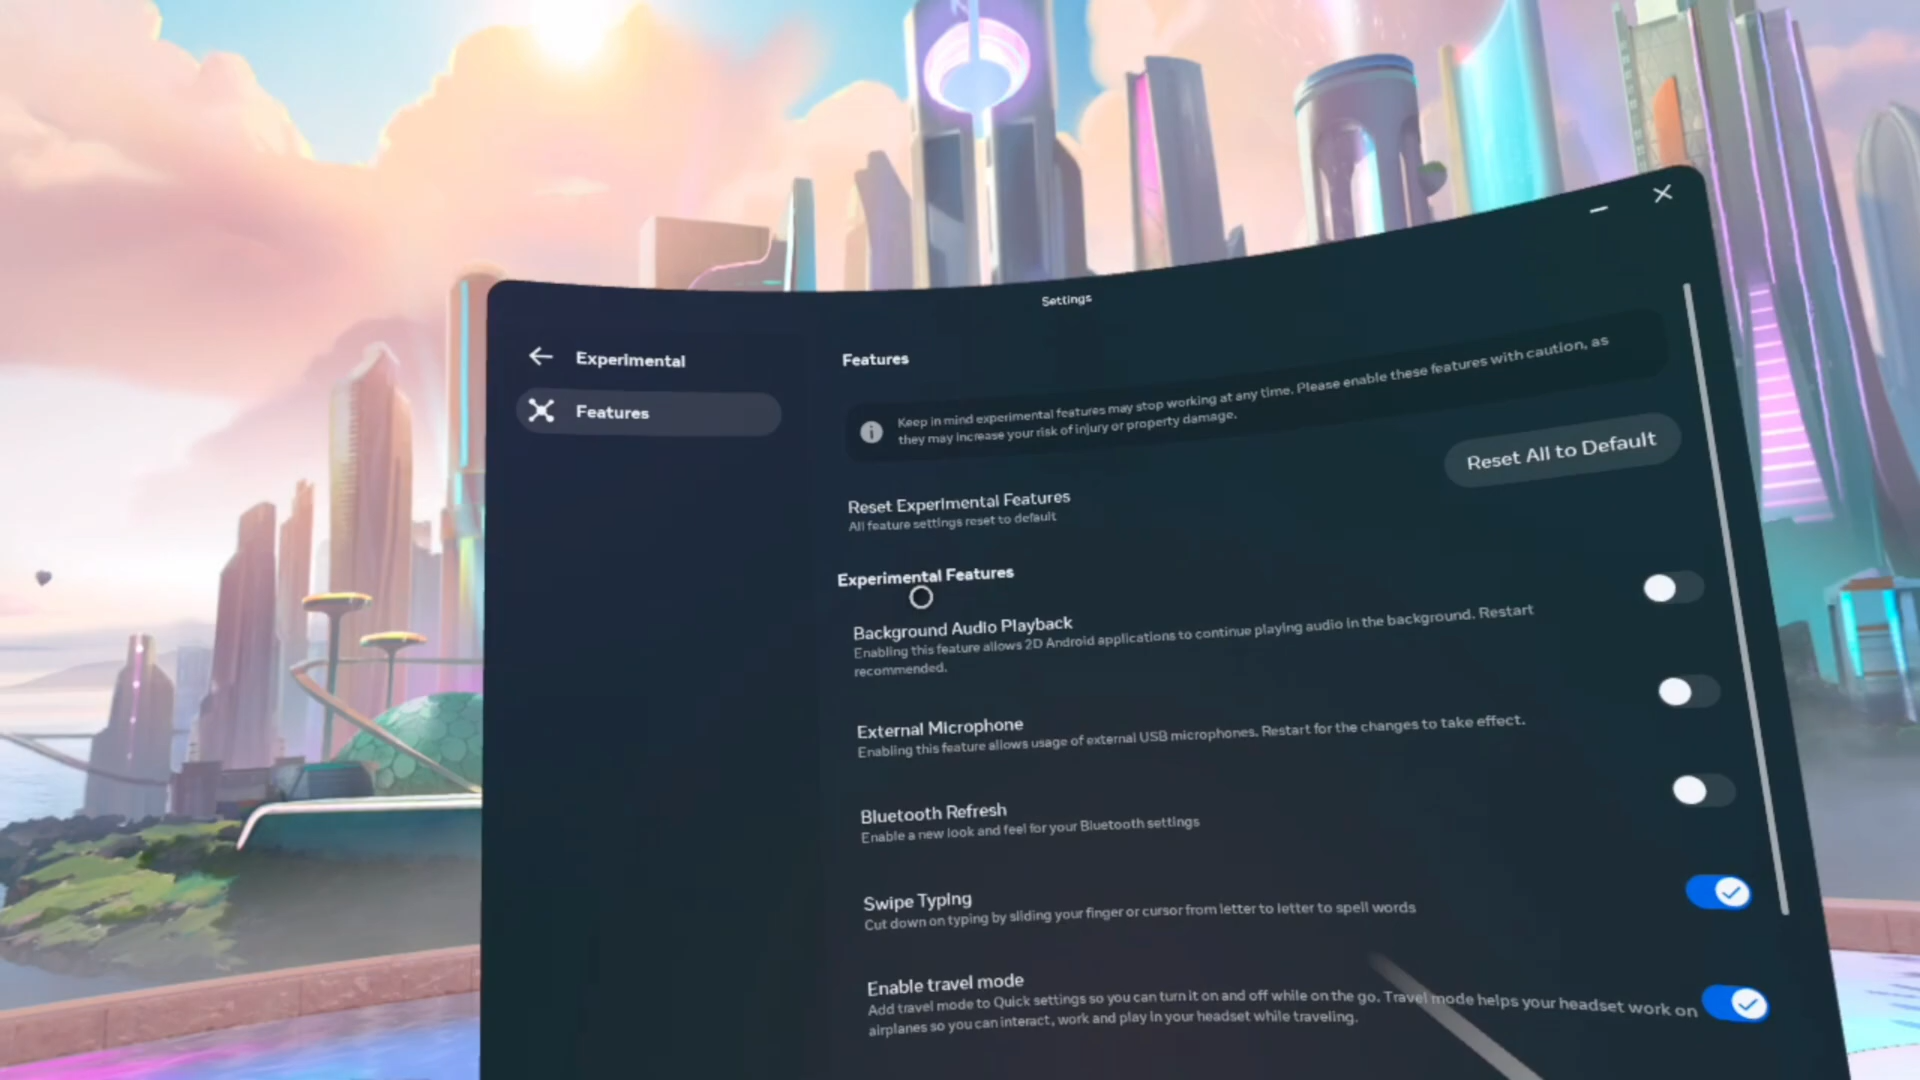 Settings
Experimental
Features
Features
Keep in mind experimental features may stop working at any time. Please enable these features with caution, as
they may increase your risk of injury or property damage.
Reset All to Default
Reset Experimental Features
All feature settings reset to default
Experimental Features
Background Audio Playback
Enabling this feature allows 2D Android applications to continue playing audio in the background. Restart
recommended.
External Microphone
Enabling this feature allows usage of external USB microphones. Restart for the changes to take effect.
Bluetooth Refresh
Enable a new look and feel for your Bluetooth settings
Swipe Typing
Cut down on typing by sliding your finger or cursor from letter to letter to spell words
Enable travel mode
Add travel mode to Quick settings so you can turn it on and off while on the go. Travel mode helps your headset work on
airplanes so you can interact, work and play in your headset while traveling.